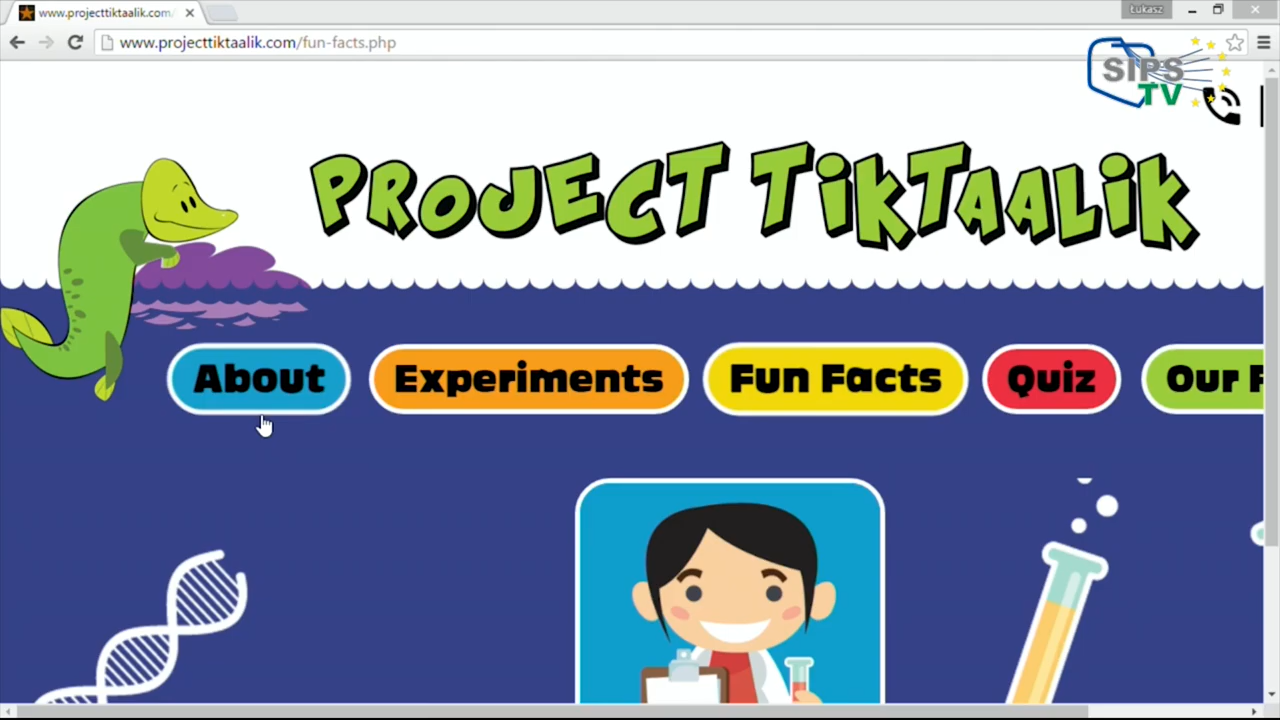 www.projecttiktaalik.com/
Łukasz
www.projecttiktaalik.com/fun-facts.php
SIPS
TV
PROJECT TIKTAALIK
About
Experiments
Fun Facts
Quiz
Our F